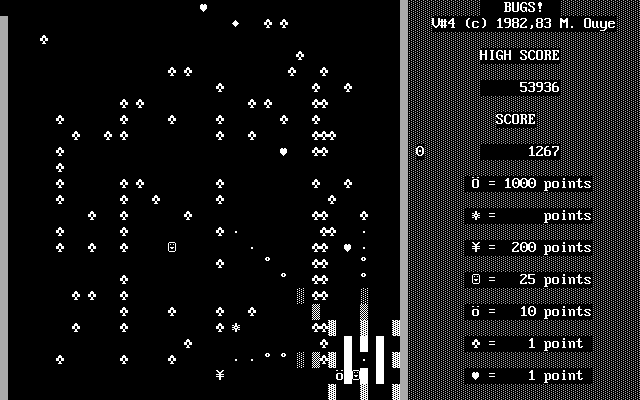 BUGS!
V#4 (c) 1982,83 M. Ouye
HIGH SCORE
53936
SCORE
0 1267
ö = 1000 points
* = points
¥ = 200 points
= 25 points
ö = 10 points
♣ = 1 point
♥ = 1 point